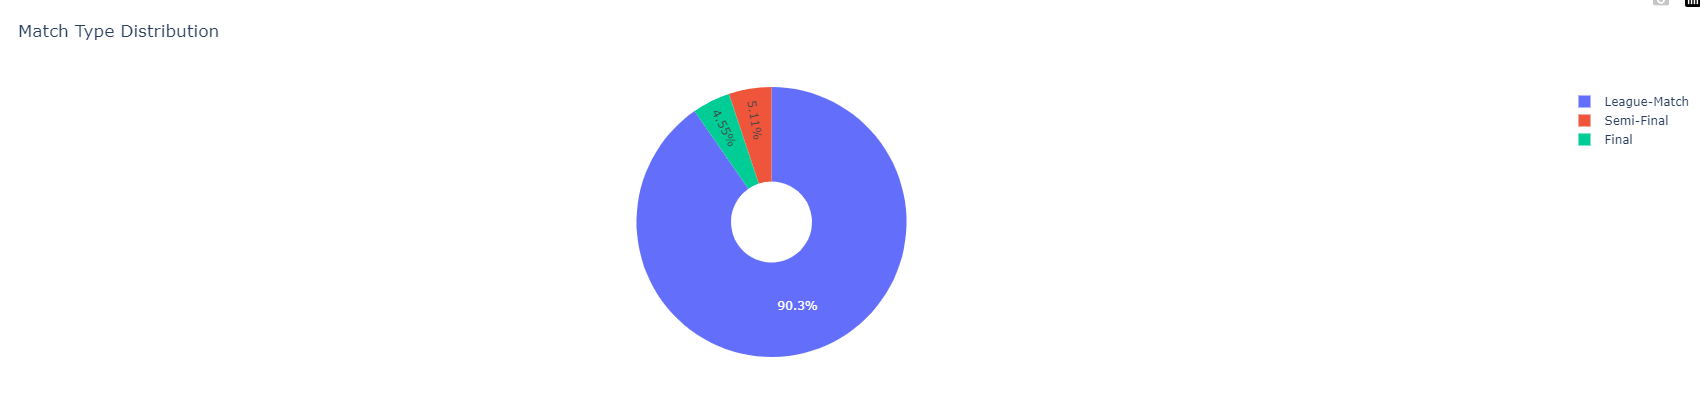 Match Type Distribution
League-Match
Semi-Final
Final
5.11%
4.55%
90.3%